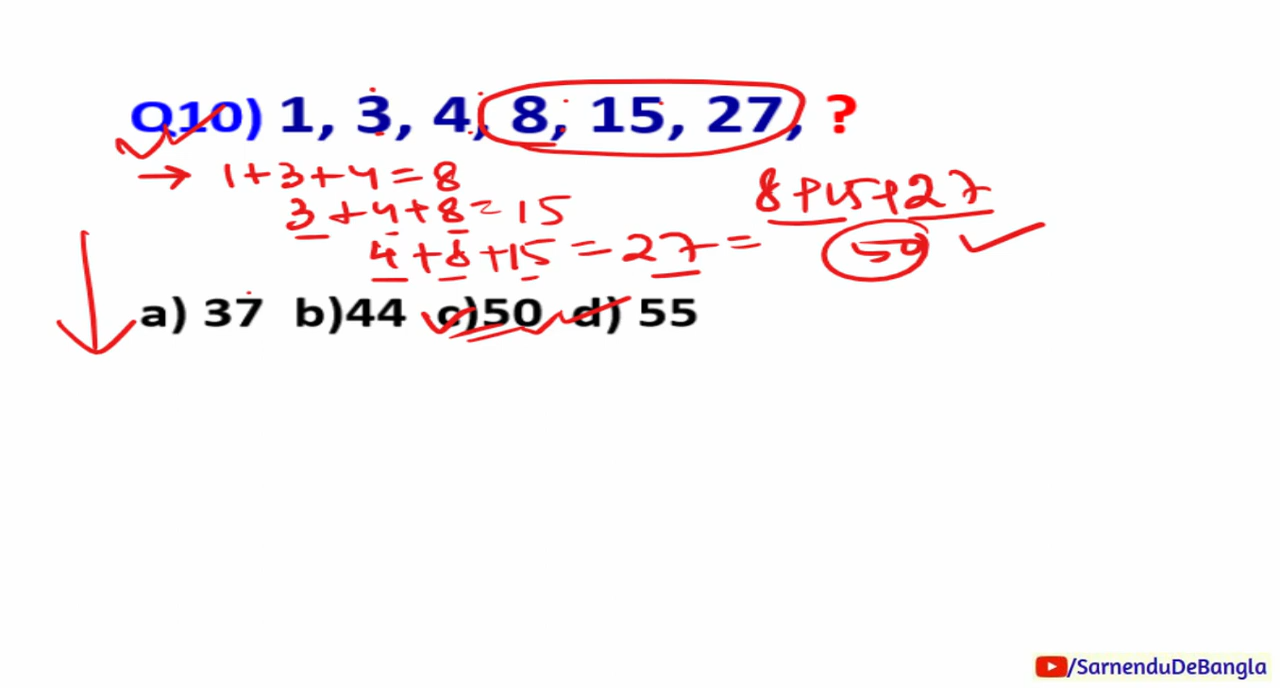 Q10) 1, 3, 4, 8, 15, 27, ?
→ 1+3+4=8
3+4+8=15
4+8+15=27=
8+15+27
50
a) 37 b)44 c)50 d) 55
/SarnenduDeBangla